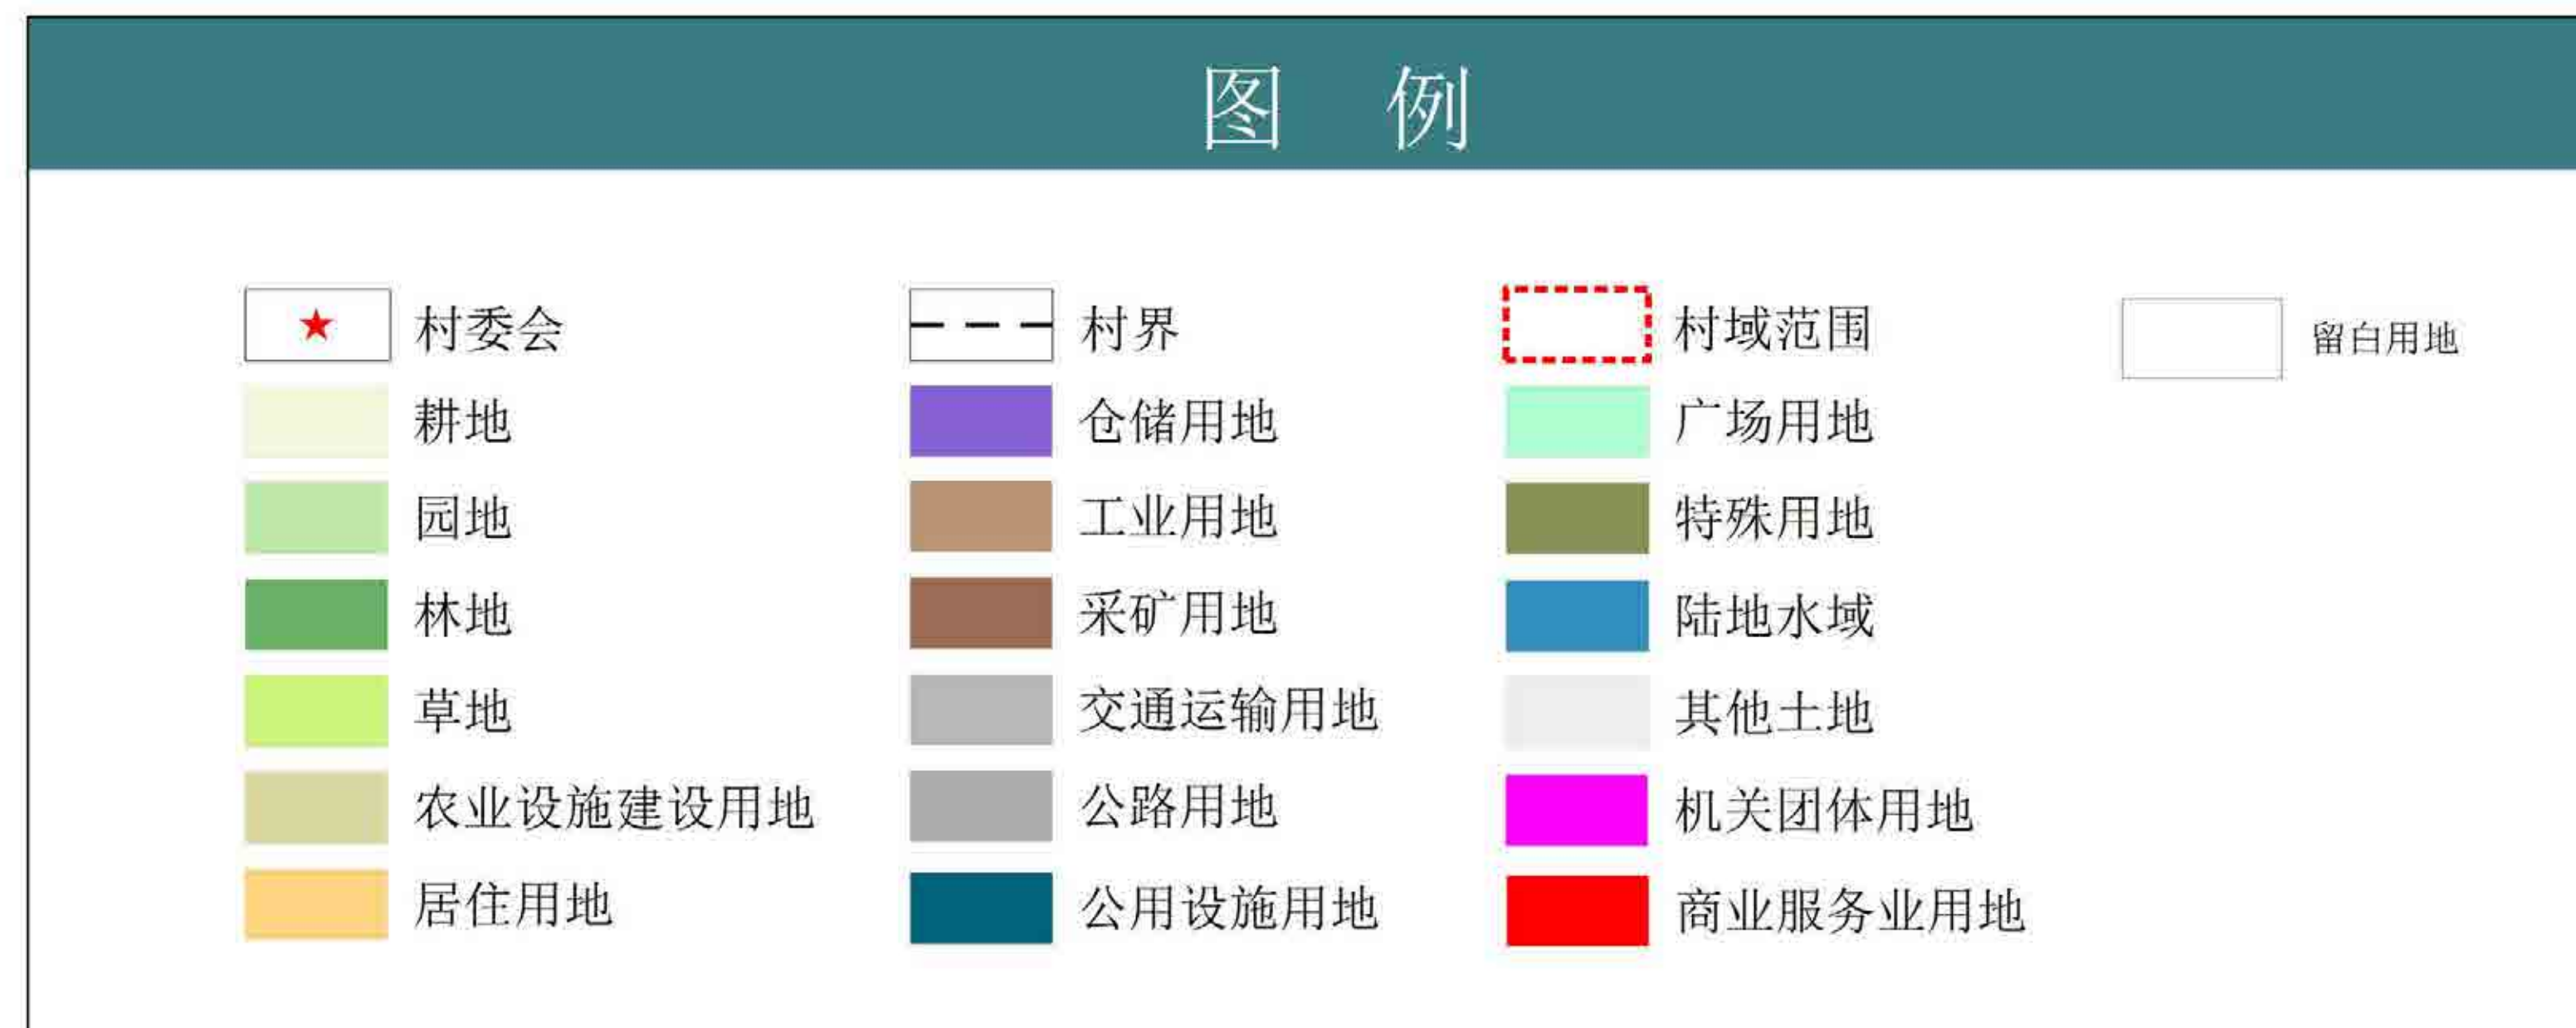 图 例
村委会 村界 村域范围 留白用地
耕地 仓储用地 广场用地
园地 工业用地 特殊用地
林地 采矿用地 陆地水域
草地 交通运输用地 其他土地
农业设施建设用地 公路用地 机关团体用地
居住用地 公用设施用地 商业服务业用地